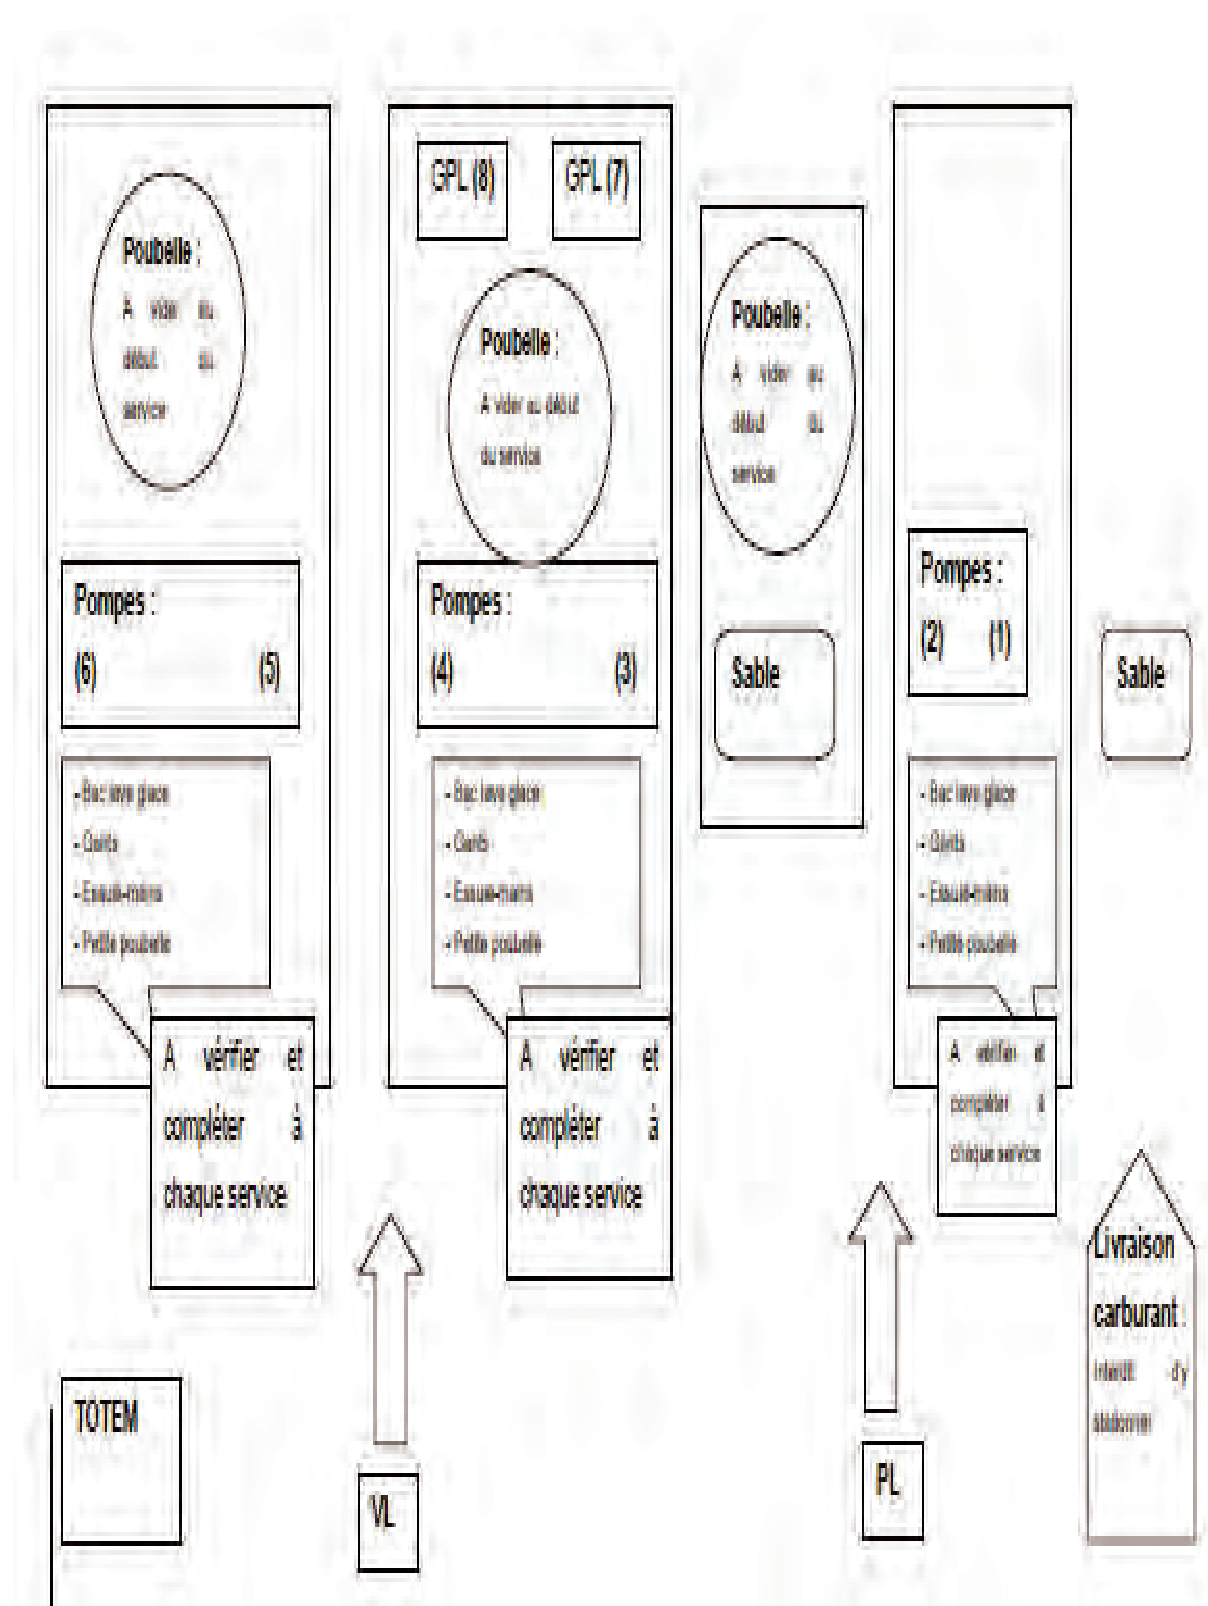 GPL (8)
GPL (7)
Poubelle :
A vider au
début du
service
Poubelle :
A vider au début
du service
Poubelle :
A vider au
début du
service
Pompes :
(6) (5)
Pompes :
(4) (3)
Sable
Pompes :
(2) (1)
Sable
- Bac lave glace
- Gants
- Essuie-mains
- Petite poubelle
- Bac lave glace
- Gants
- Essuie-mains
- Petite poubelle
- Bac lave glace
- Gants
- Essuie-mains
- Petite poubelle
A vérifier et
compléter à
chaque service
A vérifier et
compléter à
chaque service
A vérifier et
compléter à
chaque service
Livraison
carburant :
Interdit d'y
stationner
TOTEM
VL
PL